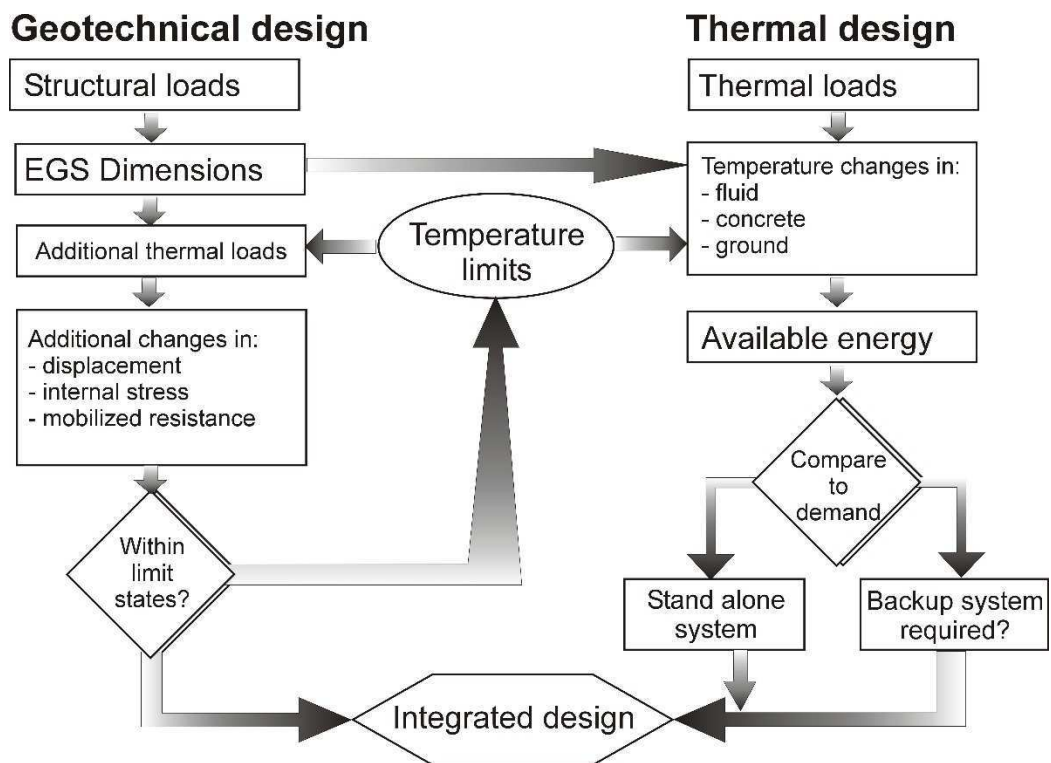 Geotechnical design
Structural loads
EGS Dimensions
Additional thermal loads
Additional changes in:
- displacement
- internal stress
- mobilized resistance
Within
limit
states?
Temperature
limits
Thermal design
Thermal loads
Temperature changes in:
- fluid
- concrete
- ground
Available energy
Compare
to
demand
Stand alone
system
Backup system
required?
Integrated design